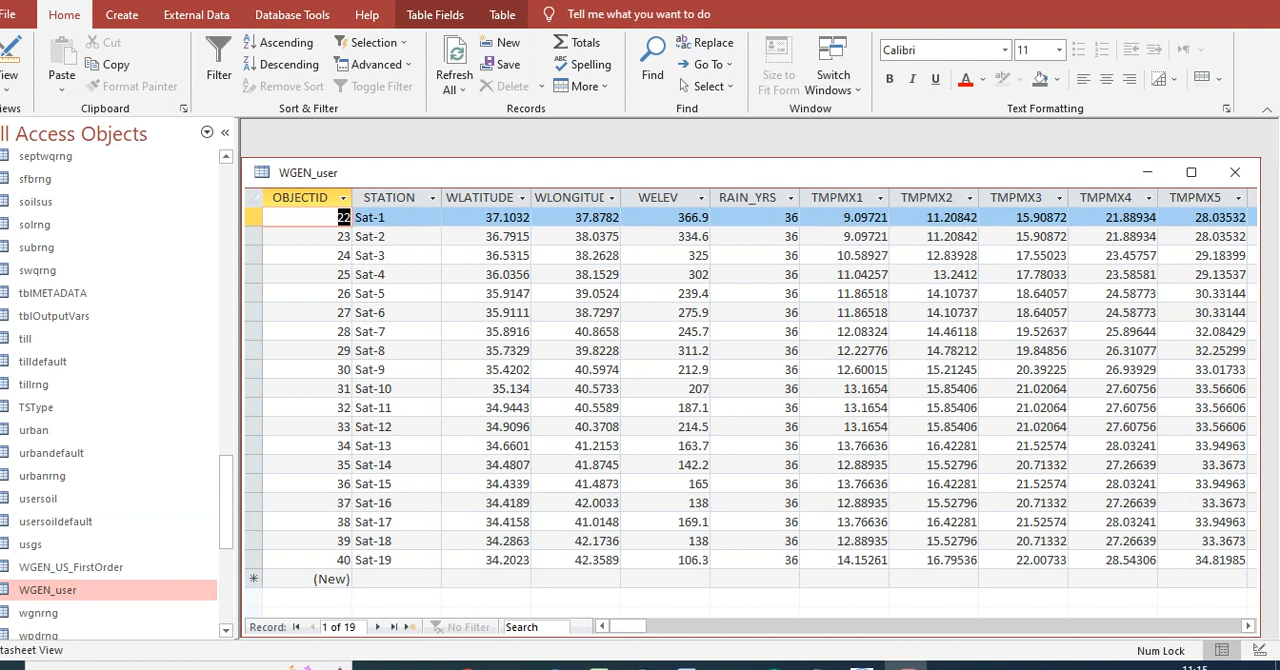 File Home Create External Data Database Tools Help Table Fields Table Tell me what you want to do
View Paste Cut Copy Format Painter Filter Ascending Descending Remove Sort Selection Advanced Toggle Filter Refresh All New Save Delete Totals Spelling More Find Replace Go To Select Size to Fit Form Switch Windows Calibri 11 B I U A ab
Views Clipboard Sort & Filter Records Find Window Text Formatting
ll Access Objects
septwqrng
sfbrng
soilsus
solrng
subrng
swqrng
tblMETADATA
tblOutputVars
till
tilldefault
tillrng
TSType
urban
urbandefault
urbanrng
usersoil
usersoildefault
usgs
WGEN_US_FirstOrder
WGEN_user
wgnrng
wpdrng
WGEN_user
OBJECTID STATION WLATITUDE WLONGITUE WELEV RAIN_YRS TMPMX1 TMPMX2 TMPMX3 TMPMX4 TMPMX5
22 Sat-1 37.1032 37.8782 366.9 36 9.09721 11.20842 15.90872 21.88934 28.03532
23 Sat-2 36.7915 38.0375 334.6 36 9.09721 11.20842 15.90872 21.88934 28.03532
24 Sat-3 36.5315 38.2628 325 36 10.58927 12.83928 17.55023 23.45757 29.18399
25 Sat-4 36.0356 38.1529 302 36 11.04257 13.2412 17.78033 23.58581 29.13537
26 Sat-5 35.9147 39.0524 239.4 36 11.86518 14.10737 18.64057 24.58773 30.33144
27 Sat-6 35.9111 38.7297 275.9 36 11.86518 14.10737 18.64057 24.58773 30.33144
28 Sat-7 35.8916 40.8658 245.7 36 12.08324 14.46118 19.52637 25.89644 32.08429
29 Sat-8 35.7329 39.8228 311.2 36 12.22776 14.78212 19.84856 26.31077 32.25299
30 Sat-9 35.4202 40.5974 212.9 36 12.60015 15.21245 20.39225 26.93929 33.01733
31 Sat-10 35.134 40.5733 207 36 13.1654 15.85406 21.02064 27.60756 33.56606
32 Sat-11 34.9443 40.5589 187.1 36 13.1654 15.85406 21.02064 27.60756 33.56606
33 Sat-12 34.9096 40.3708 214.5 36 13.1654 15.85406 21.02064 27.60756 33.56606
34 Sat-13 34.6601 41.2153 163.7 36 13.76636 16.42281 21.52574 28.03241 33.94963
35 Sat-14 34.4807 41.8745 142.2 36 12.88935 15.52796 20.71332 27.26639 33.3673
36 Sat-15 34.4339 41.4873 165 36 13.76636 16.42281 21.52574 28.03241 33.94963
37 Sat-16 34.4189 42.0033 138 36 12.88935 15.52796 20.71332 27.26639 33.3673
38 Sat-17 34.4158 41.0148 169.1 36 13.76636 16.42281 21.52574 28.03241 33.94963
39 Sat-18 34.2863 42.1736 138 36 12.88935 15.52796 20.71332 27.26639 33.3673
40 Sat-19 34.2023 42.3589 106.3 36 14.15261 16.79536 22.00733 28.54306 34.81985
(New)
Record: 1 of 19 No Filter Search
tasheet View Num Lock
11:15